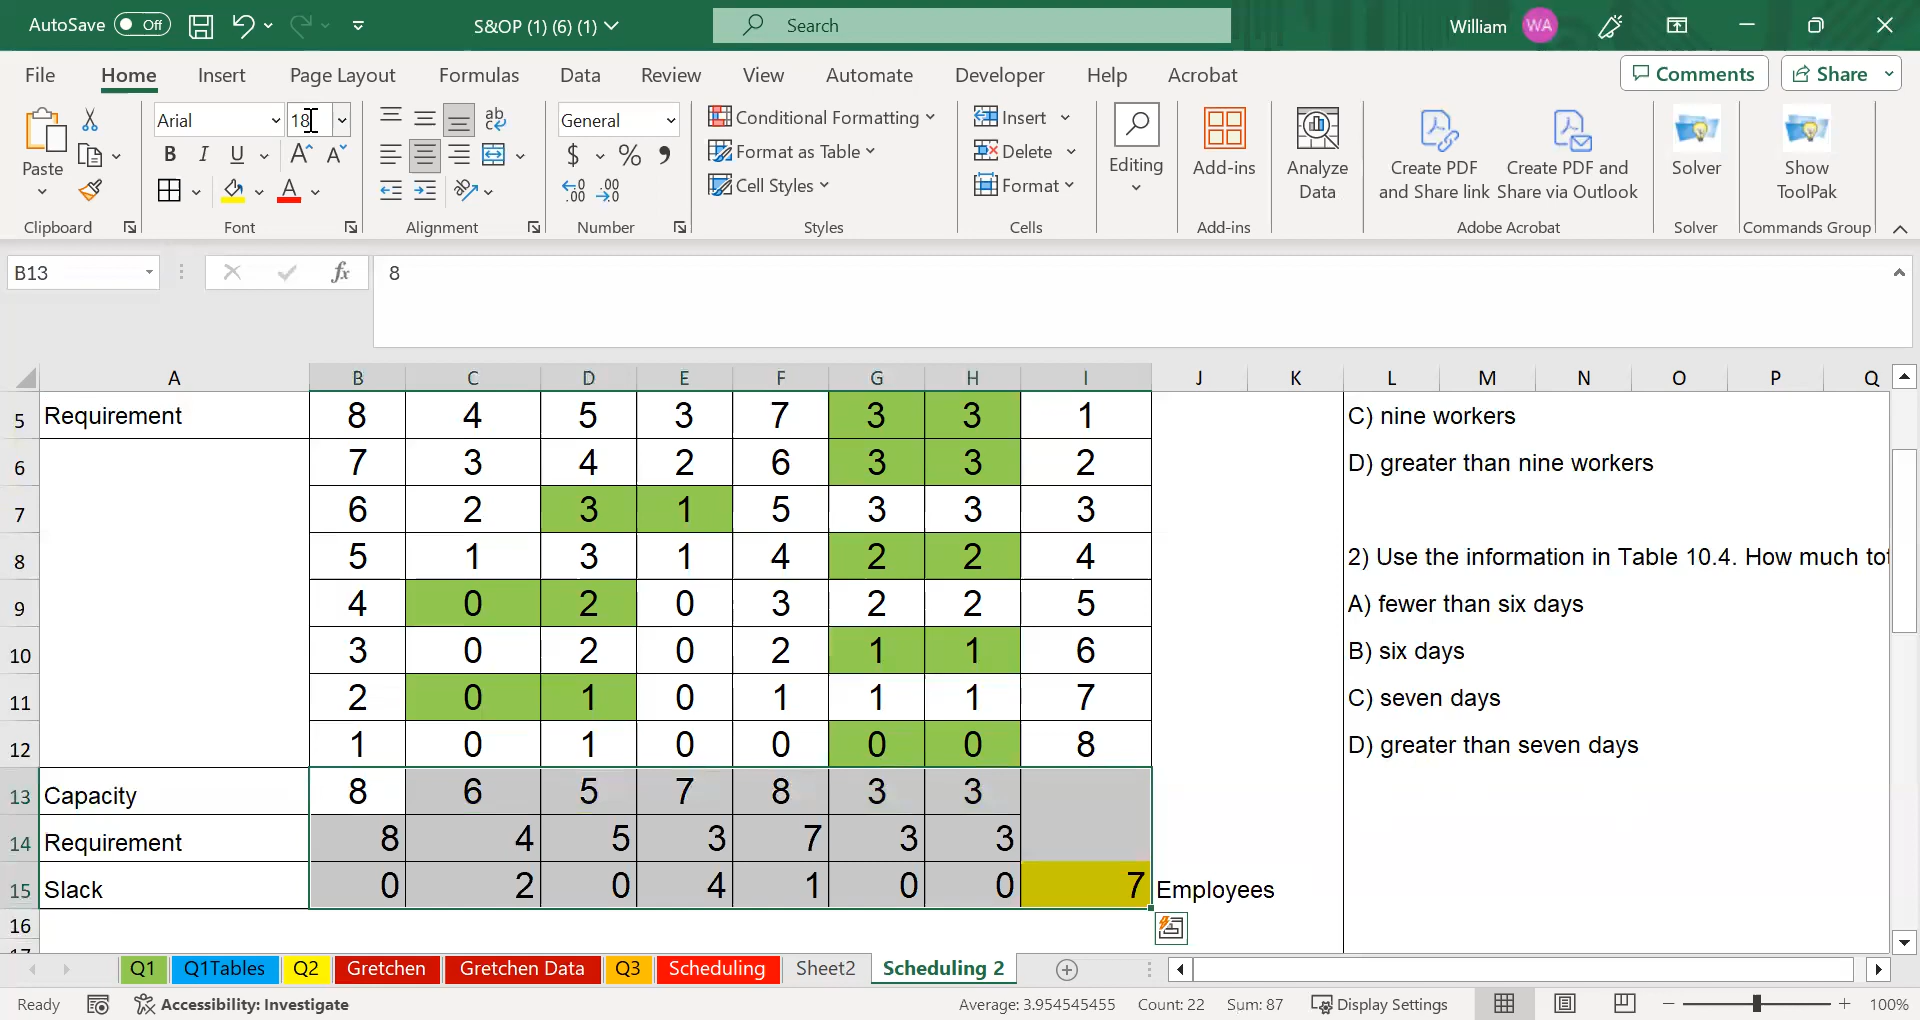 AutoSave Off S&OP (1) (6) (1) Search William WA
File Home Insert Page Layout Formulas Data Review View Automate Developer Help Acrobat Comments Share
Paste Arial 18 General Conditional Formatting Format as Table Cell Styles Insert Delete Format Editing Add-ins Analyze Data Create PDF and Share link Create PDF and Share via Outlook Solver Show ToolPak
Clipboard Font Alignment Number Styles Cells Add-ins Adobe Acrobat Solver Commands Group
B13 fx 8
A B C D E F G H I J K L M N O P Q
5 Requirement 8 4 5 3 7 3 3 1 C) nine workers
6 7 3 4 2 6 3 3 2 D) greater than nine workers
7 6 2 3 1 5 3 3 3
8 5 1 3 1 4 2 2 4 2) Use the information in Table 10.4. How much tot
9 4 0 2 0 3 2 2 5 A) fewer than six days
10 3 0 2 0 2 1 1 6 B) six days
11 2 0 1 0 1 1 1 7 C) seven days
12 1 0 1 0 0 0 0 8 D) greater than seven days
13 Capacity 8 6 5 7 8 3 3
14 Requirement 8 4 5 3 7 3 3
15 Slack 0 2 0 4 1 0 0 7 Employees
16
17
Q1 Q1Tables Q2 Gretchen Gretchen Data Q3 Scheduling Sheet2 Scheduling 2
Ready Accessibility: Investigate Average: 3.954545455 Count: 22 Sum: 87 Display Settings 100%